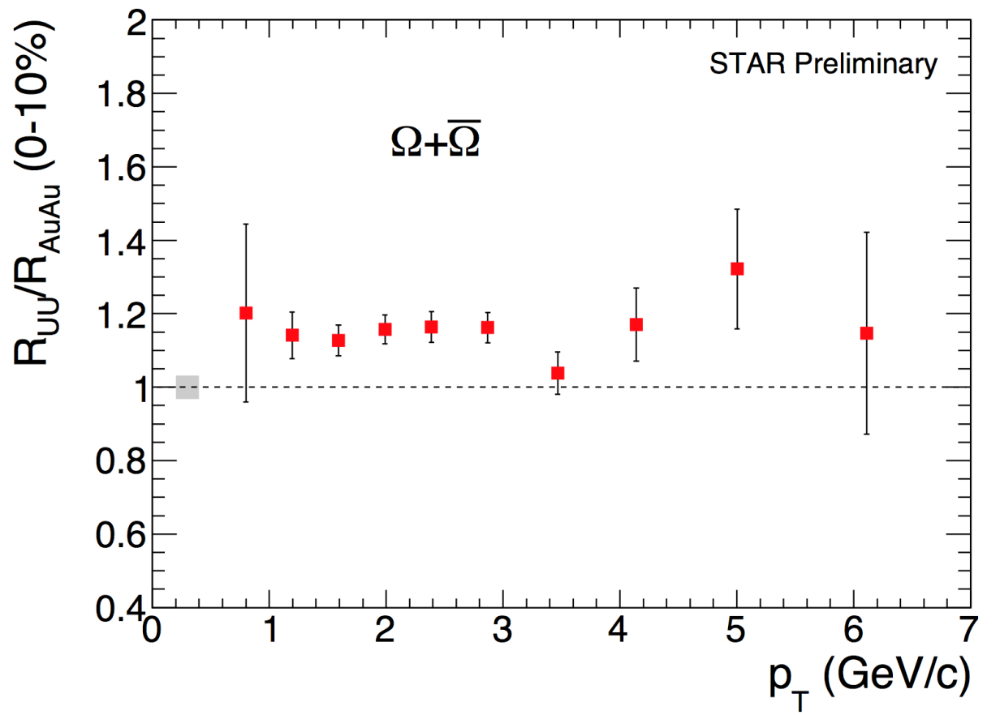 R_UU/R_AuAu (0-10%)
2
1.8
1.6
1.4
1.2
1
0.8
0.6
0.4
STAR Preliminary
Ω+Ω̅
0 1 2 3 4 5 6 7
p_T (GeV/c)